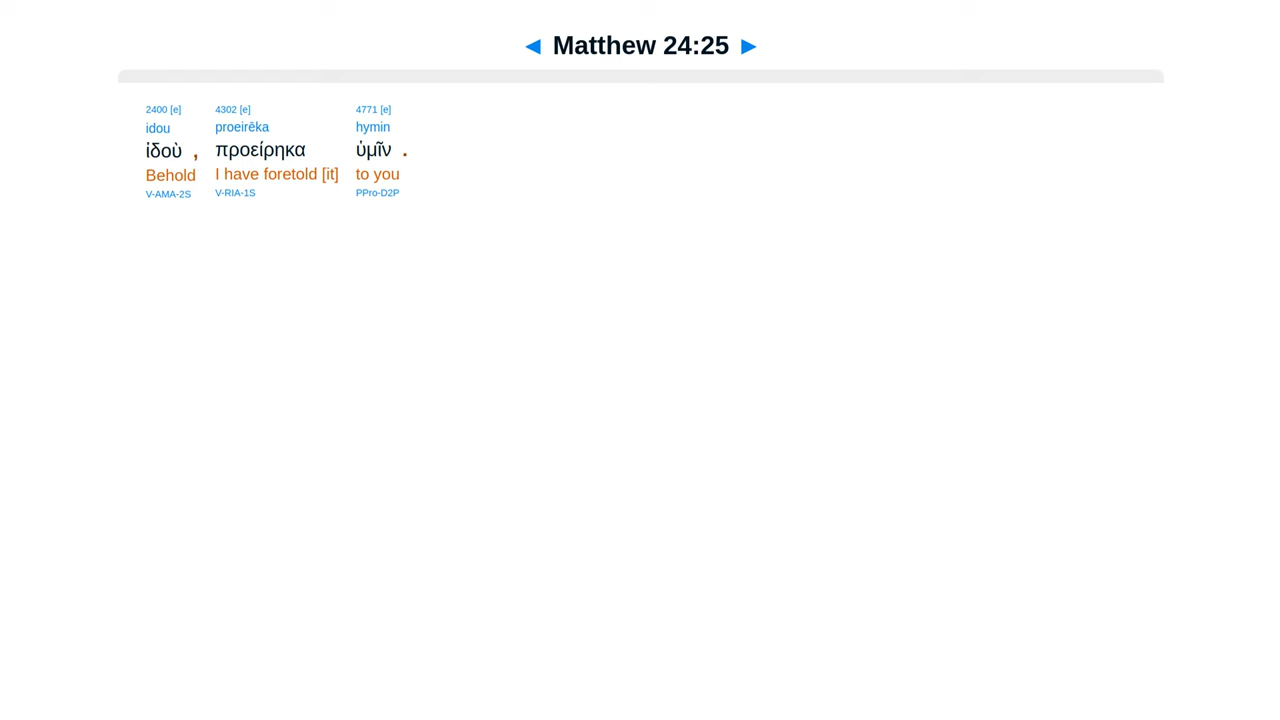 ◄ Matthew 24:25 ►
2400 [e] 4302 [e] 4771 [e]
idou proeirēka hymin
ἰδοὺ , προείρηκα ὑμῖν .
Behold I have foretold [it] to you
V-AMA-2S V-RIA-1S PPro-D2P